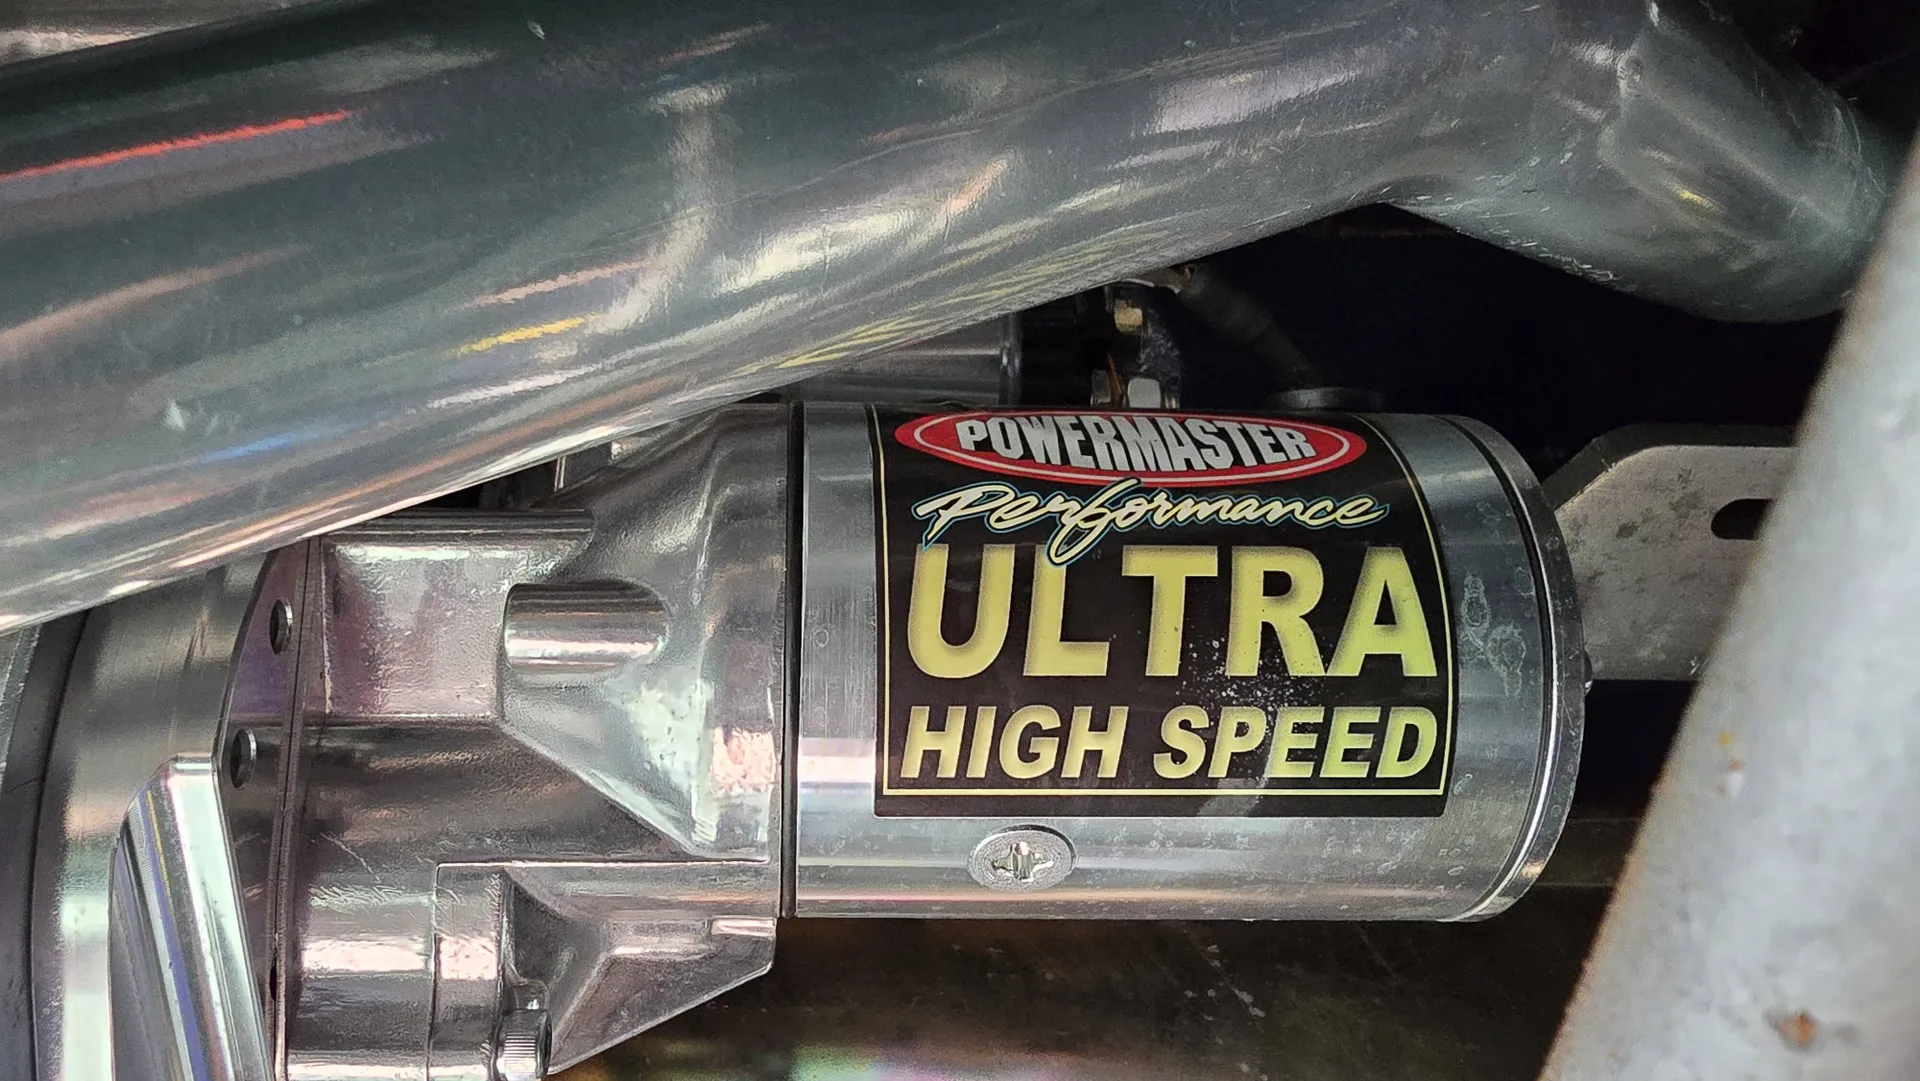 POWERMASTER
Performance
ULTRA
HIGH SPEED